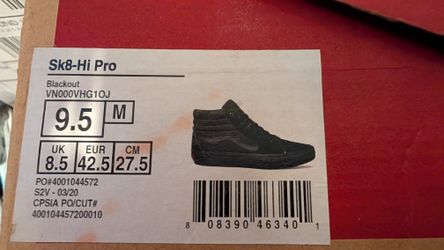 Sk8-Hi Pro
Blackout
VN000VHG1OJ
9.5 M
UK EUR CM
8.5 42.5 27.5
PO#4001044572
S2V - 03/20
CPSIA PO/CUT#
400104457200010
8 08390 46340 1